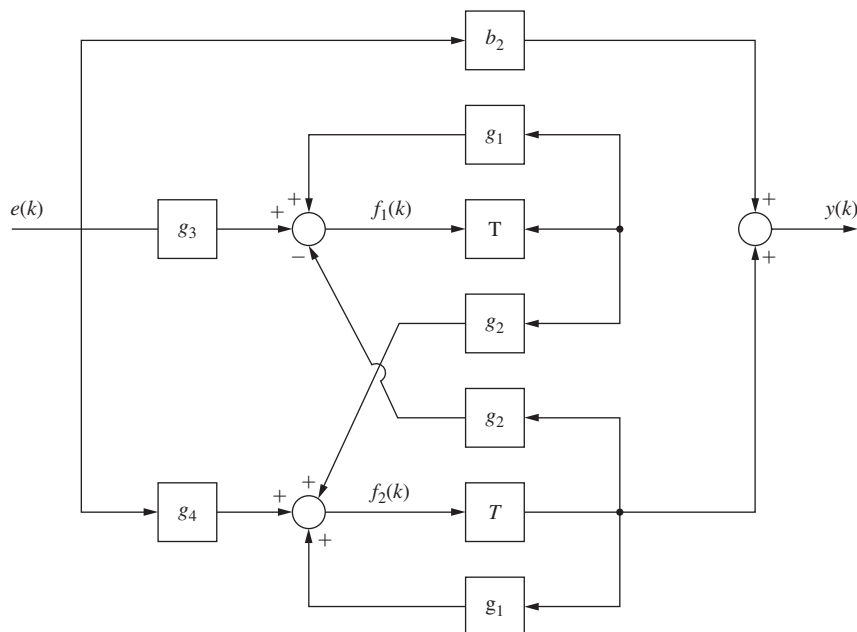 b₂
+
g₁
+
e(k)
g₃
+
f₁(k)
T
+
y(k)
−
+
g₂
g₂
+
g₄
+
f₂(k)
T
+
g₁